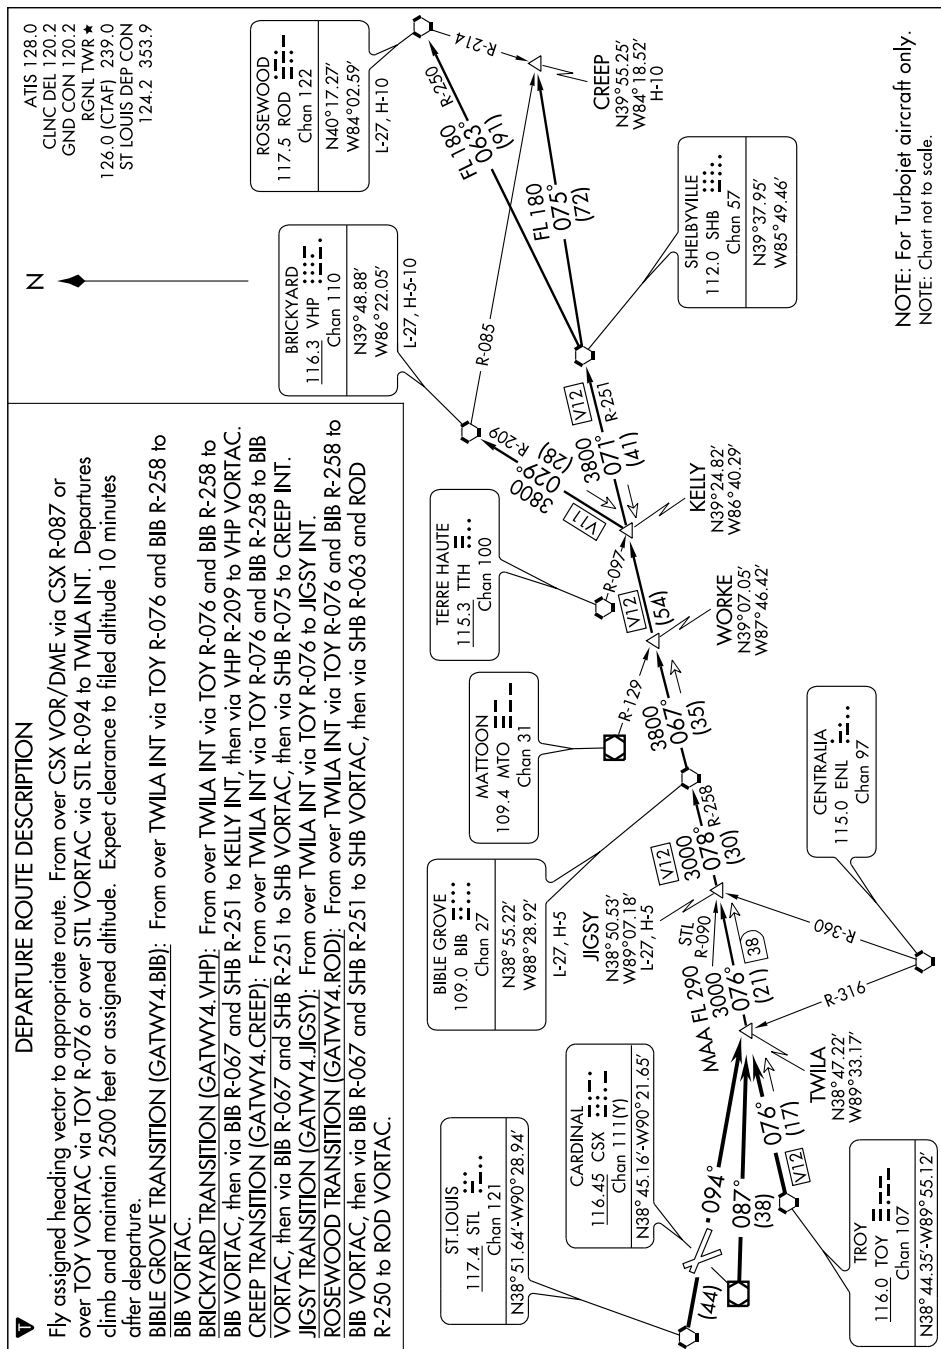 DEPARTURE ROUTE DESCRIPTION
Fly assigned heading vector to appropriate route. From over CSX VOR/DME via CSX R-087 or
over TOY VORTAC via TOY R-076 or over STL VORTAC via STL R-094 to TWILA INT. Departures
climb and maintain 2500 feet or assigned altitude. Expect clearance to filed altitude 10 minutes
after departure.
BIBLE GROVE TRANSITION (GATWY4.BIB): From over TWILA INT via TOY R-076 and BIB R-258 to
BIB VORTAC.
BRICKYARD TRANSITION (GATWY4.VHP): From over TWILA INT via TOY R-076 and BIB R-258 to
BIB VORTAC, then via BIB R-067 and SHB R-251 to KELLY INT, then via VHP R-209 to VHP VORTAC.
CREEP TRANSITION (GATWY4.CREEP): From over TWILA INT via TOY R-076 and BIB R-258 to BIB
VORTAC, then via BIB R-067 and SHB R-251 to SHB VORTAC, then via SHB R-075 to CREEP INT.
JIGSY TRANSITION (GATWY4.JIGSY): From over TWILA INT via TOY R-076 to JIGSY INT.
ROSEWOOD TRANSITION (GATWY4.ROD): From over TWILA INT via TOY R-076 and BIB R-258 to
BIB VORTAC, then via BIB R-067 and SHB R-251 to SHB VORTAC, then via SHB R-063 and ROD
R-250 to ROD VORTAC.
ATIS 128.0
CLNC DEL 120.2
GND CON 120.2
RGNL TWR ★
126.0 (CTAF) 239.0
ST LOUIS DEP CON
124.2 353.9
N
ROSEWOOD
117.5 ROD
Chan 122
N40°17.27'
W84°02.59'
L-27, H-10
BRICKYARD
116.3 VHP
Chan 110
N39°48.88'
W86°22.05'
L-27, H-5-10
R-214
R-250
FL 180
063°
(91)
CREEP
N39°55.25'
W84°18.52'
H-10
R-085
FL 180
075°
(72)
SHELBYVILLE
112.0 SHB
Chan 57
N39°37.95'
W85°49.46'
R-209
3800
029°
(28)
V11
V12
3800
071°
(41)
R-251
KELLY
N39°24.82'
W86°40.29'
TERRE HAUTE
115.3 TTH
Chan 100
R-097
V12
(54)
WORKE
N39°07.05'
W87°46.42'
MATTOON
109.4 MTO
Chan 31
R-129
3800
067°
(35)
BIBLE GROVE
109.0 BIB
Chan 27
N38°55.22'
W88°28.92'
L-27, H-5
V12
3000
078°
(30)
R-258
JIGSY
N38°50.53'
W89°07.18'
L-27, H-5
STL
R-090
MAA FL 290
3000
076°
(21)
38
CENTRALIA
115.0 ENL
Chan 97
R-360
R-316
TWILA
N38°47.22'
W89°33.17'
ST.LOUIS
117.4 STL
Chan 121
N38°51.64'-W90°28.94'
CARDINAL
116.45 CSX
Chan 111(Y)
N38°45.16'-W90°21.65'
094°
(44)
087°
(38)
076°
(17)
V12
TROY
116.0 TOY
Chan 107
N38°44.35'-W89°55.12'
NOTE: For Turbojet aircraft only.
NOTE: Chart not to scale.